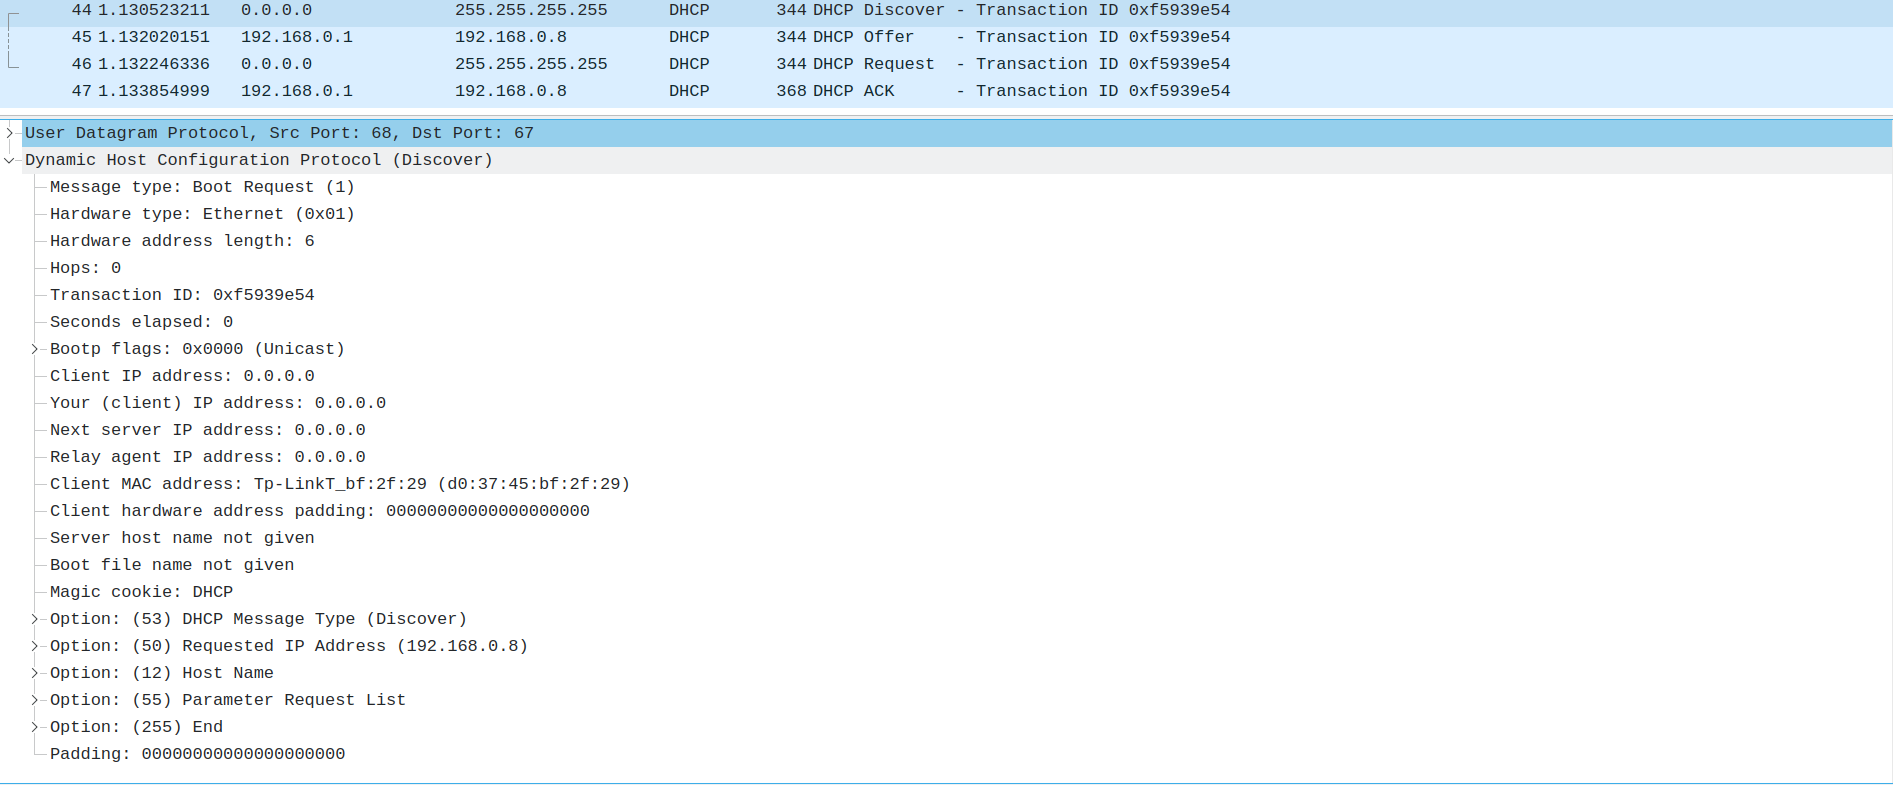 44 1.130523211 0.0.0.0 255.255.255.255 DHCP 344 DHCP Discover - Transaction ID 0xf5939e54
45 1.132020151 192.168.0.1 192.168.0.8 DHCP 344 DHCP Offer - Transaction ID 0xf5939e54
46 1.132246336 0.0.0.0 255.255.255.255 DHCP 344 DHCP Request - Transaction ID 0xf5939e54
47 1.133854999 192.168.0.1 192.168.0.8 DHCP 368 DHCP ACK - Transaction ID 0xf5939e54
User Datagram Protocol, Src Port: 68, Dst Port: 67
Dynamic Host Configuration Protocol (Discover)
Message type: Boot Request (1)
Hardware type: Ethernet (0x01)
Hardware address length: 6
Hops: 0
Transaction ID: 0xf5939e54
Seconds elapsed: 0
Bootp flags: 0x0000 (Unicast)
Client IP address: 0.0.0.0
Your (client) IP address: 0.0.0.0
Next server IP address: 0.0.0.0
Relay agent IP address: 0.0.0.0
Client MAC address: Tp-LinkT_bf:2f:29 (d0:37:45:bf:2f:29)
Client hardware address padding: 00000000000000000000
Server host name not given
Boot file name not given
Magic cookie: DHCP
Option: (53) DHCP Message Type (Discover)
Option: (50) Requested IP Address (192.168.0.8)
Option: (12) Host Name
Option: (55) Parameter Request List
Option: (255) End
Padding: 00000000000000000000